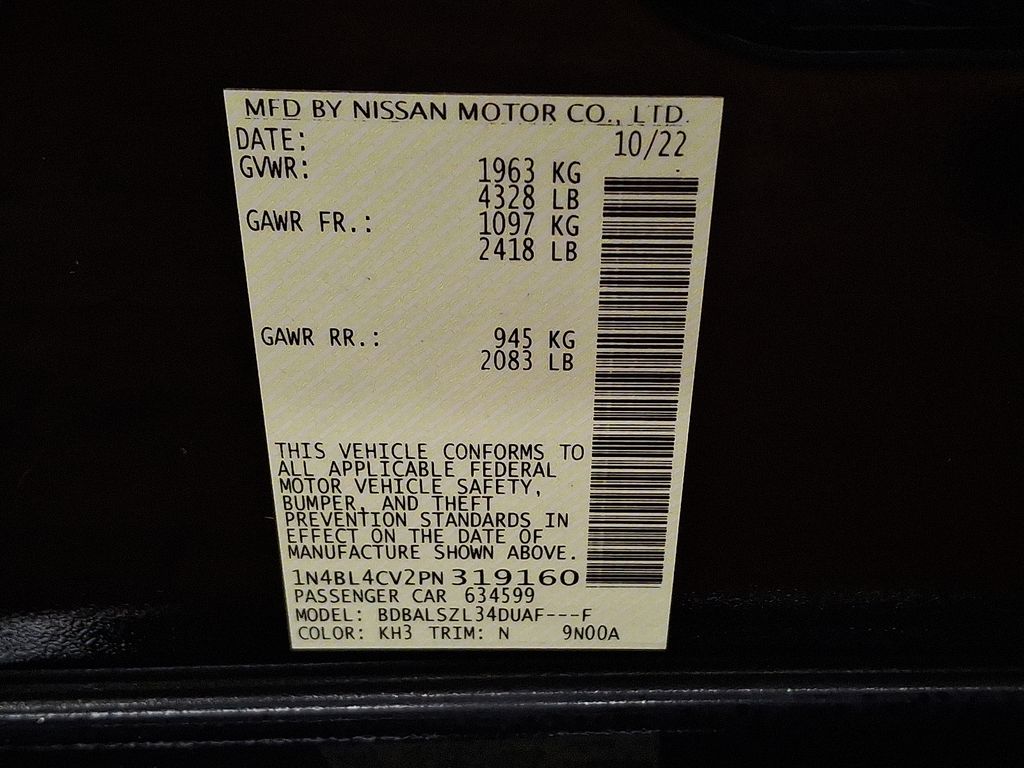 MFD BY NISSAN MOTOR CO., LTD.
DATE: 10/22
GVWR: 1963 KG
4328 LB
GAWR FR.: 1097 KG
2418 LB
GAWR RR.: 945 KG
2083 LB
THIS VEHICLE CONFORMS TO
ALL APPLICABLE FEDERAL
MOTOR VEHICLE SAFETY,
BUMPER, AND THEFT
PREVENTION STANDARDS IN
EFFECT ON THE DATE OF
MANUFACTURE SHOWN ABOVE.
1N4BL4CV2PN319160
PASSENGER CAR 634599
MODEL: BDBALSZL34DUAF---F
COLOR: KH3 TRIM: N 9N00A